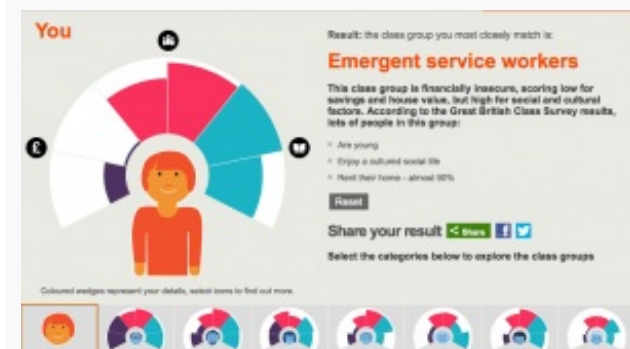 You
Result: the class group you most closely match is:
Emergent service workers
This class group is financially insecure, scoring low for
savings and house value, but high for social and cultural
factors. According to the Great British Class Survey results,
lots of people in this group:
Are young
Enjoy a cultured social life
Rent their home - almost 90%
£
Reset
Share your result Share f
Select the categories below to explore the class groups
Coloured wedges represent your details, select icons to find out more.